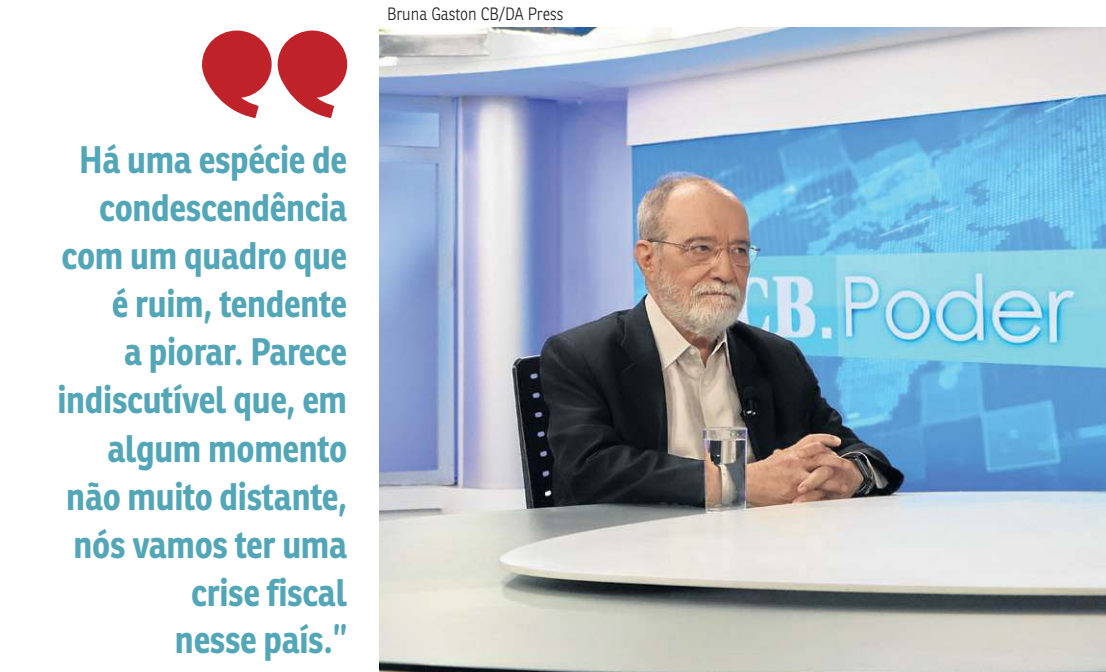 Bruna Gaston CB/DA Press
Há uma espécie de
condescendência
com um quadro que
é ruim, tendente
a piorar. Parece
indiscutível que, em
algum momento
não muito distante,
nós vamos ter uma
crise fiscal
nesse país."
CB.Poder